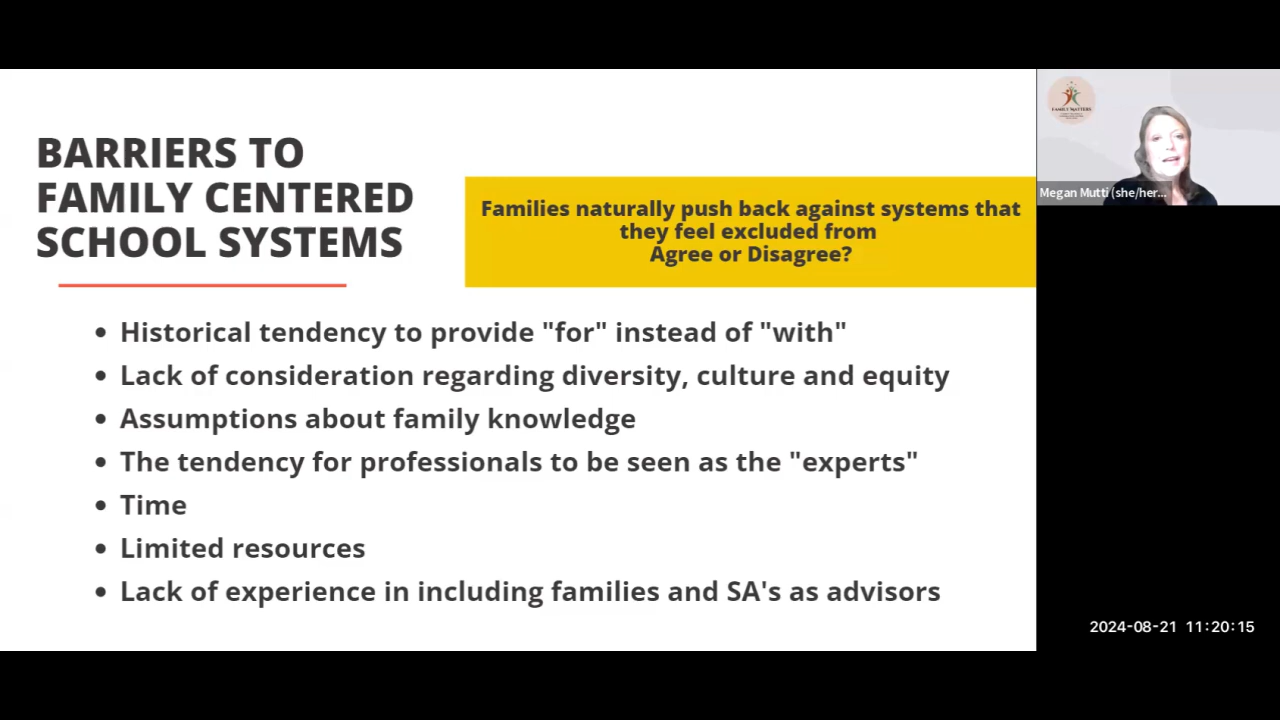 BARRIERS TO
FAMILY CENTERED
SCHOOL SYSTEMS
Families naturally push back against systems that
they feel excluded from
Agree or Disagree?
• Historical tendency to provide "for" instead of "with"
• Lack of consideration regarding diversity, culture and equity
• Assumptions about family knowledge
• The tendency for professionals to be seen as the "experts"
• Time
• Limited resources
• Lack of experience in including families and SA's as advisors
FAMILY MATTERS
Megan Mutti (she/her...
2024-08-21 11:20:15